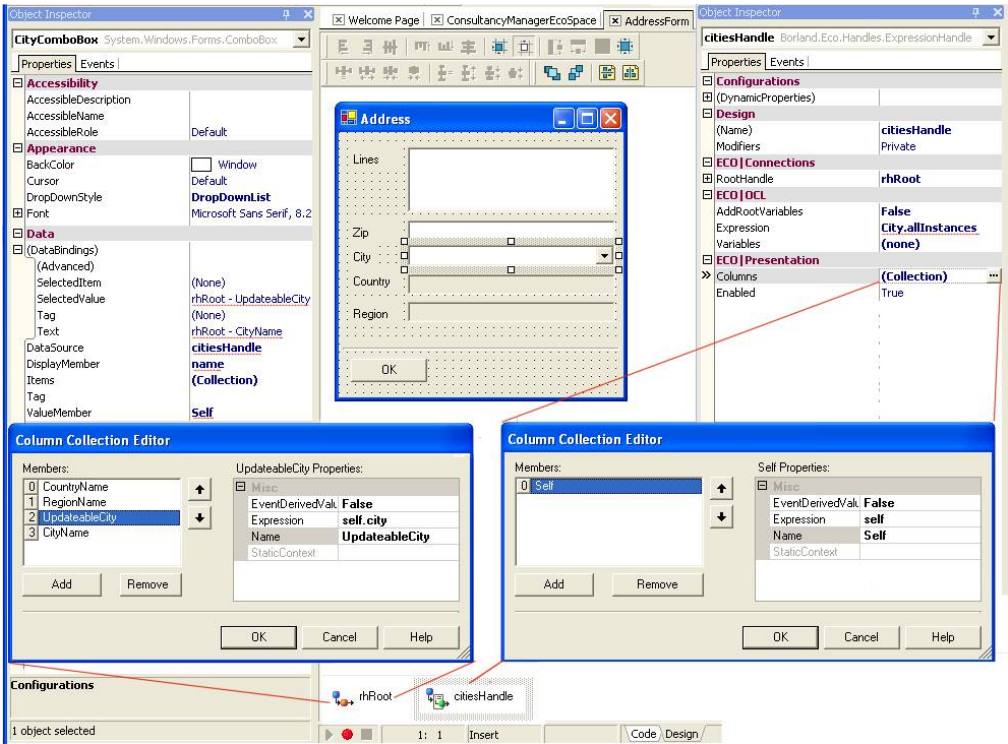 Object Inspector
CityComboBox System.Windows.Forms.ComboBox
Properties Events
Accessibility
AccessibleDescription
AccessibleName
AccessibleRole Default
Appearance
BackColor Window
Cursor Default
DropDownStyle DropDownList
Font Microsoft Sans Serif, 8.2
Data
(DataBindings)
(Advanced)
SelectedItem (None)
SelectedValue rhRoot - UpdateableCity
Tag (None)
Text rhRoot - CityName
DataSource citiesHandle
DisplayMember name
Items (Collection)
Tag
ValueMember Self
Welcome Page ConsultancyManagerEcoSpace AddressForm
Address
Lines
Zip
City
Country
Region
OK
Object Inspector
citiesHandle Borland.Eco.Handles.ExpressionHandle
Properties Events
Configurations
(DynamicProperties)
Design
(Name) citiesHandle
Modifiers Private
ECO|Connections
RootHandle rhRoot
ECO|OCL
AddRootVariables False
Expression City.allInstances
Variables (none)
ECO|Presentation
Columns (Collection) ...
Enabled True
Column Collection Editor
Members: UpdateableCity Properties:
0 CountryName
1 RegionName
2 UpdateableCity
3 CityName
Misc
EventDerivedValu False
Expression self.city
Name UpdateableCity
StaticContext
Add Remove
OK Cancel Help
Column Collection Editor
Members: Self Properties:
0 Self
Misc
EventDerivedValu False
Expression self
Name Self
StaticContext
Add Remove
OK Cancel Help
Configurations
1 object selected
rhRoot citiesHandle
1: 1 Insert Code Design